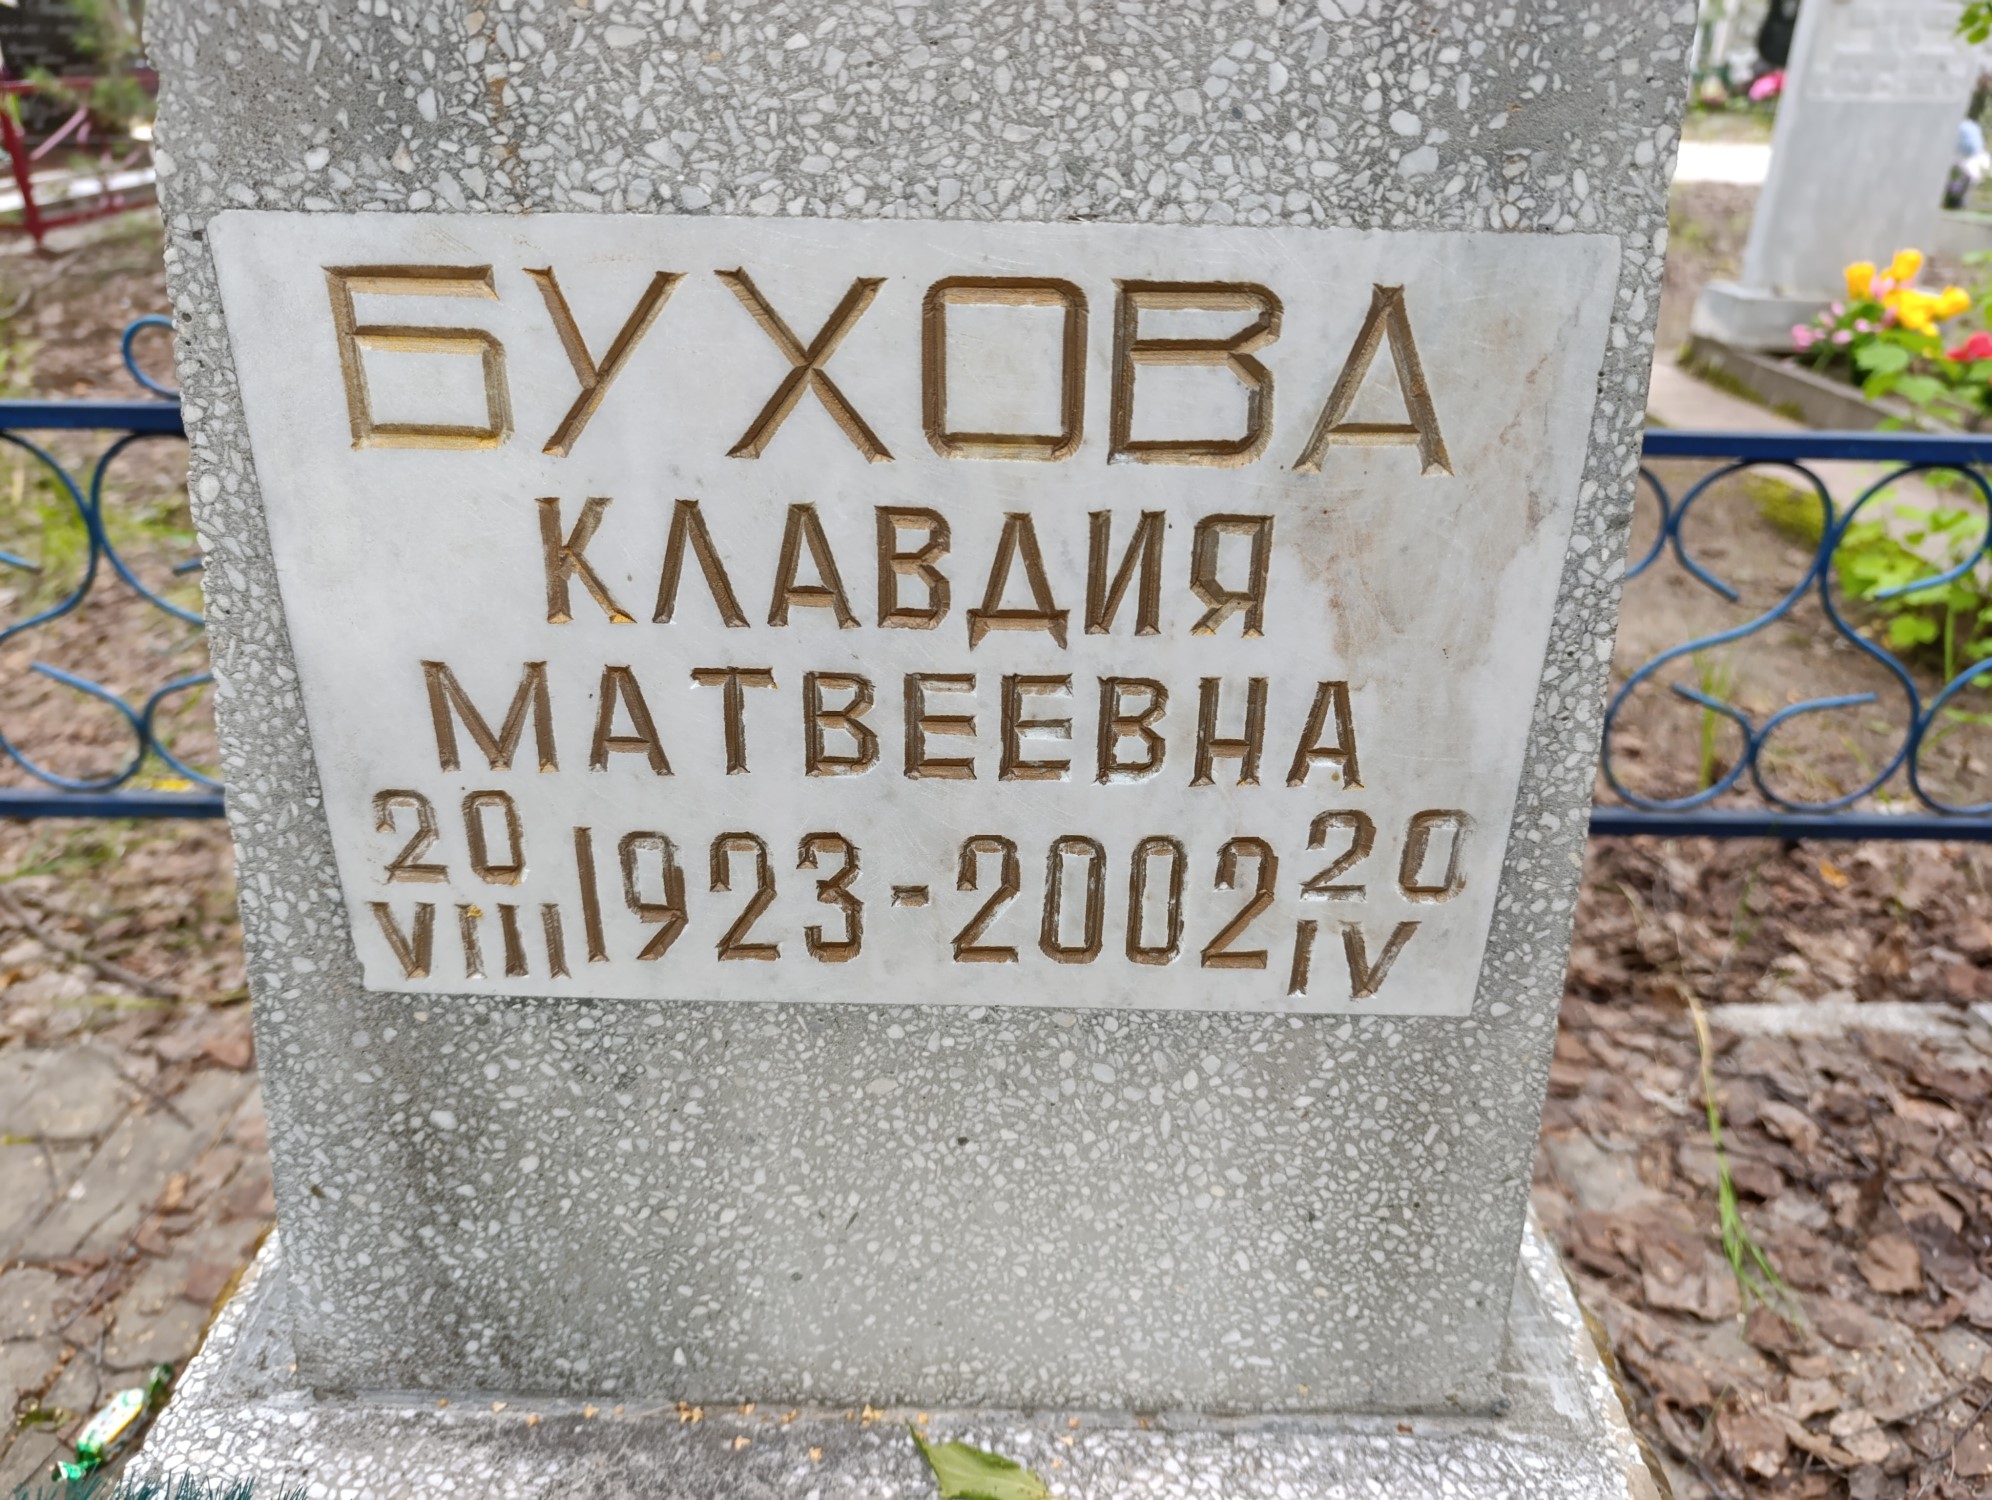 БУХОВА
КЛАВДИЯ
МАТВЕЕВНА
20 VIII 1923-2002 20 IV